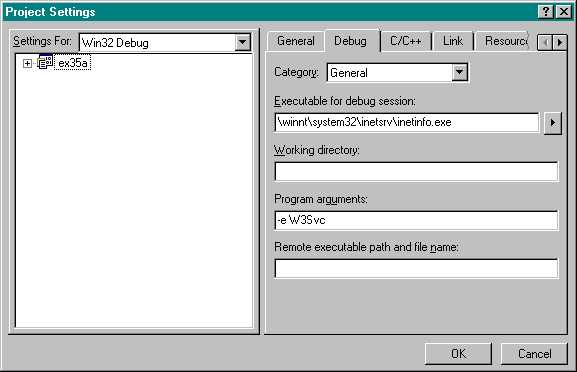 Project Settings
Settings For: Win32 Debug
ex35a
General Debug C/C++ Link Resourc
Category: General
Executable for debug session:
\winnt\system32\inetsrv\inetinfo.exe
Working directory:
Program arguments:
-e W3Svc
Remote executable path and file name:
OK Cancel